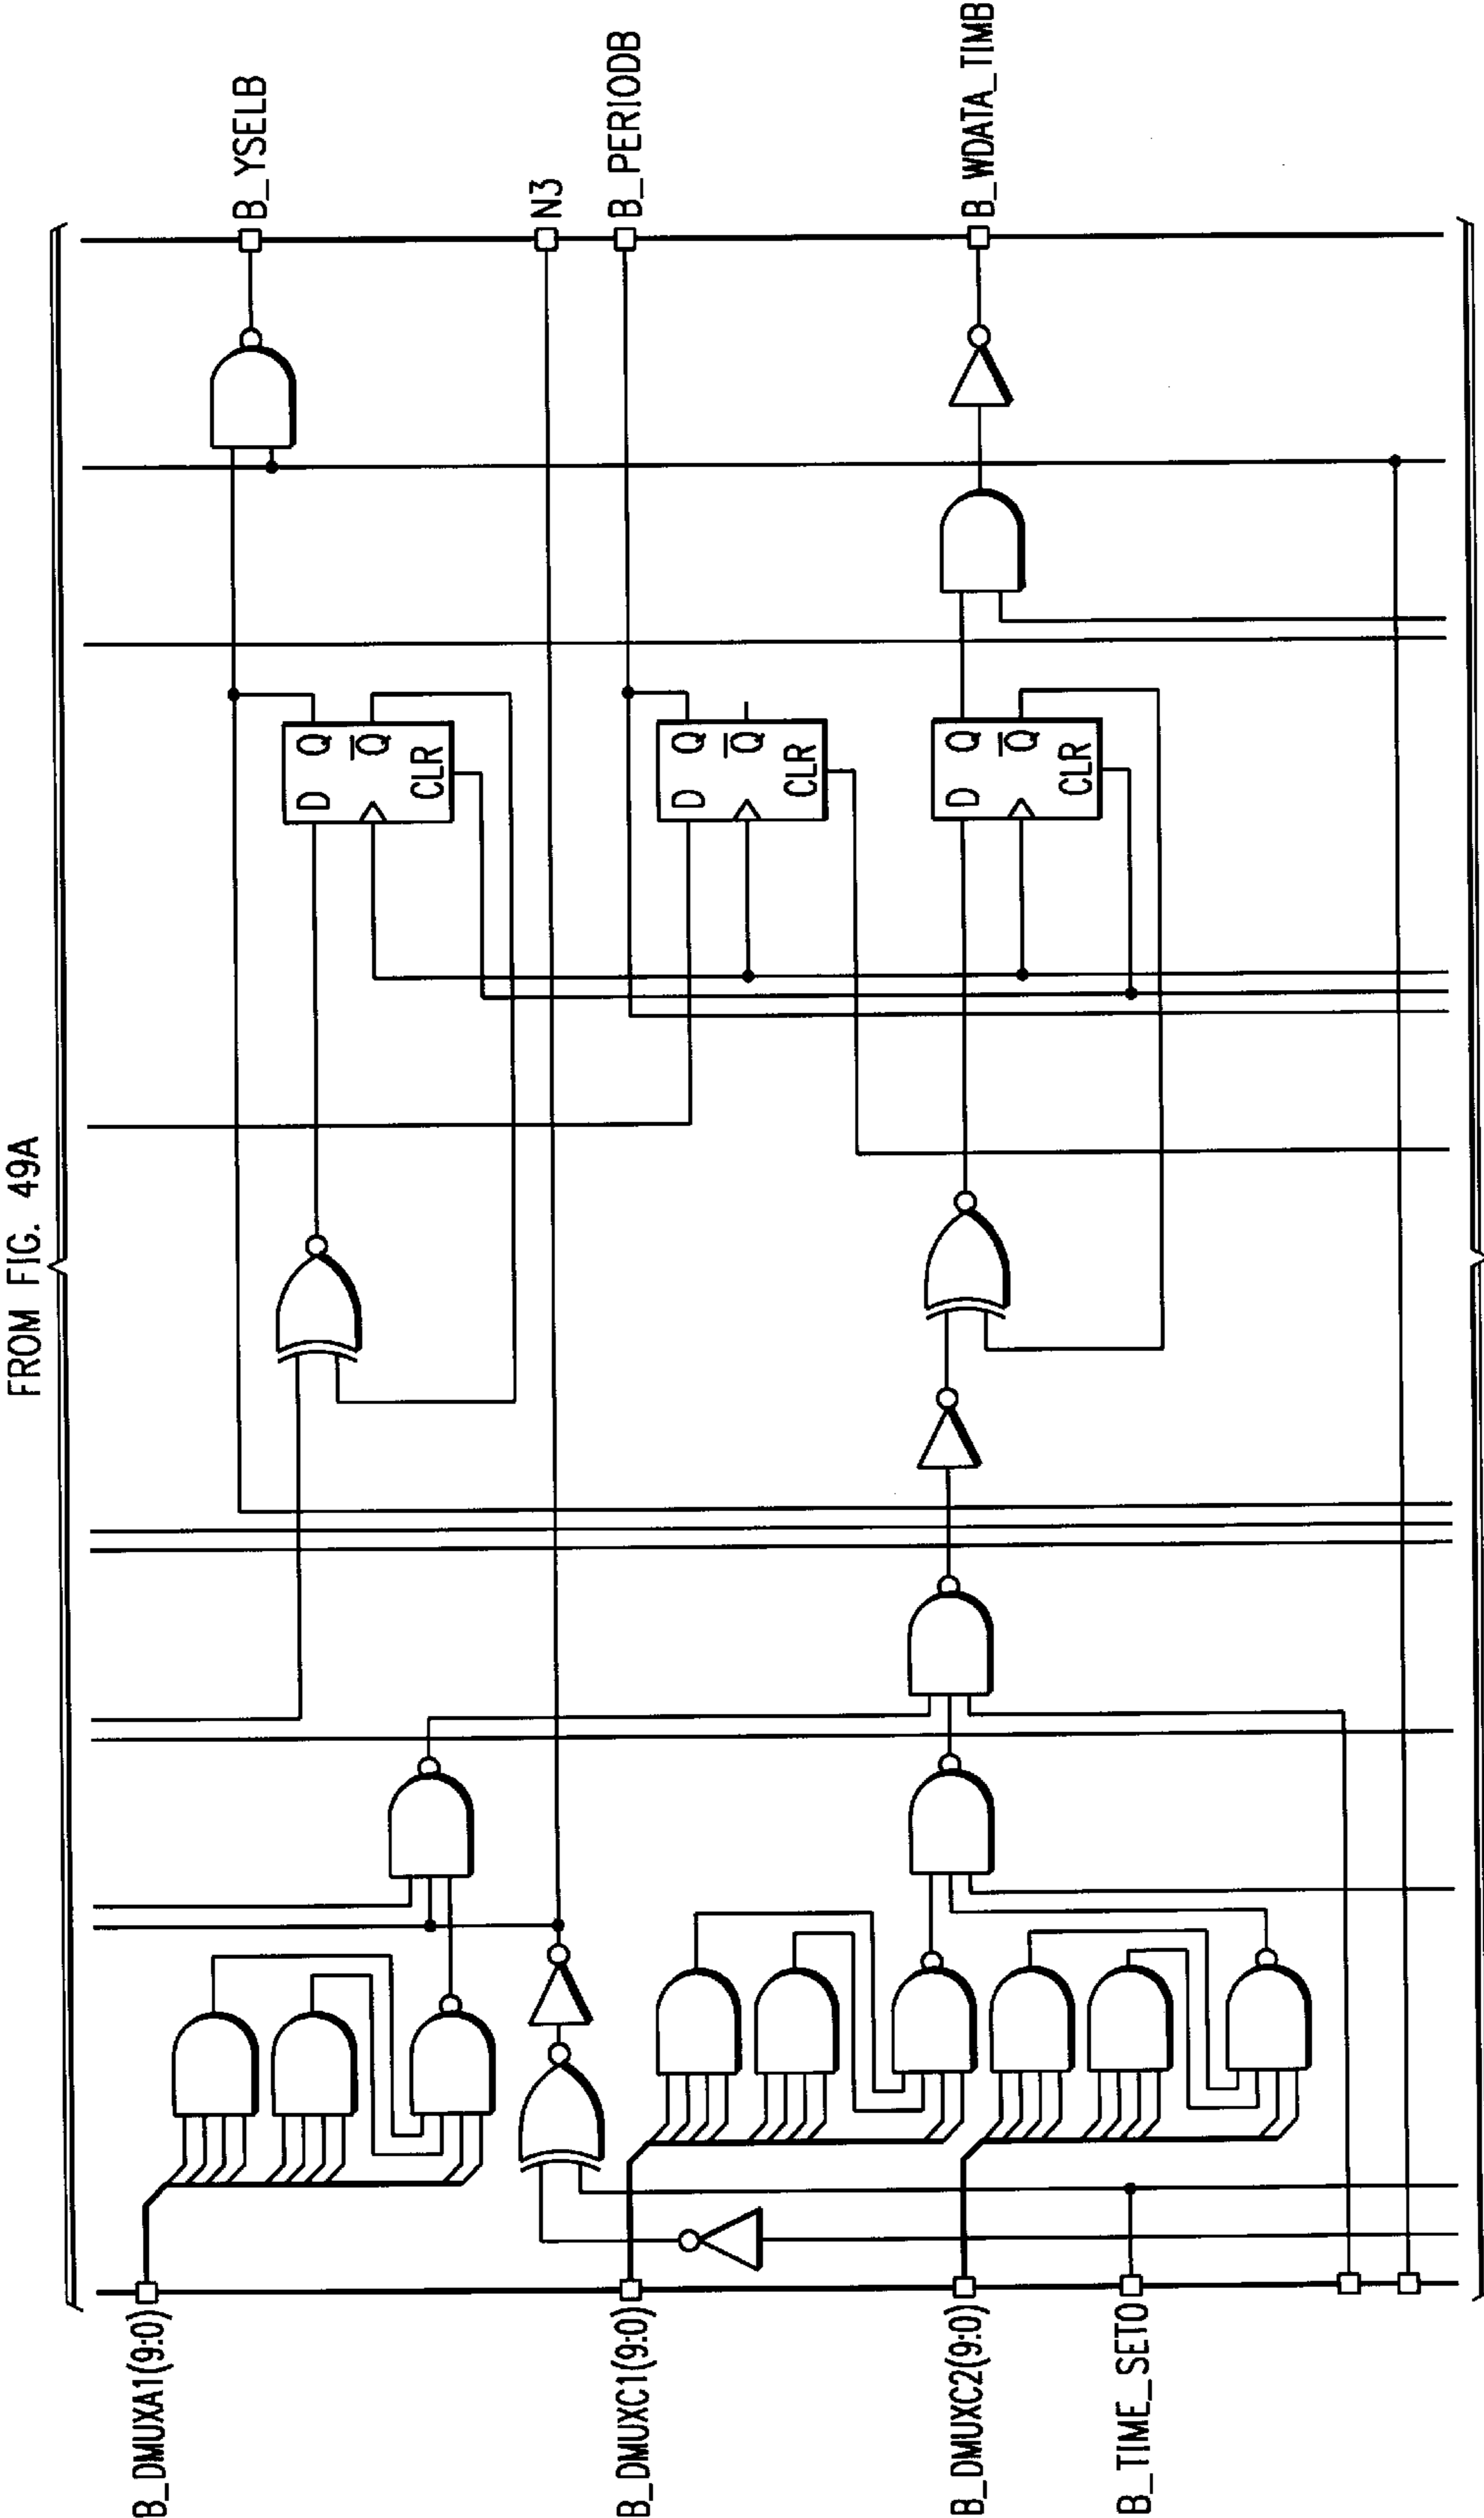 FROM FIG. 49A
B_DMUXA1(9:0)
B_DMUXC1(9:0)
B_DMUXC2(9:0)
B_TIME_SET0
D Q
Q
CLR
D Q
Q
CLR
D Q
Q
CLR
B_YSELB
N3
B_PERIODB
B_WDATA_TIMB